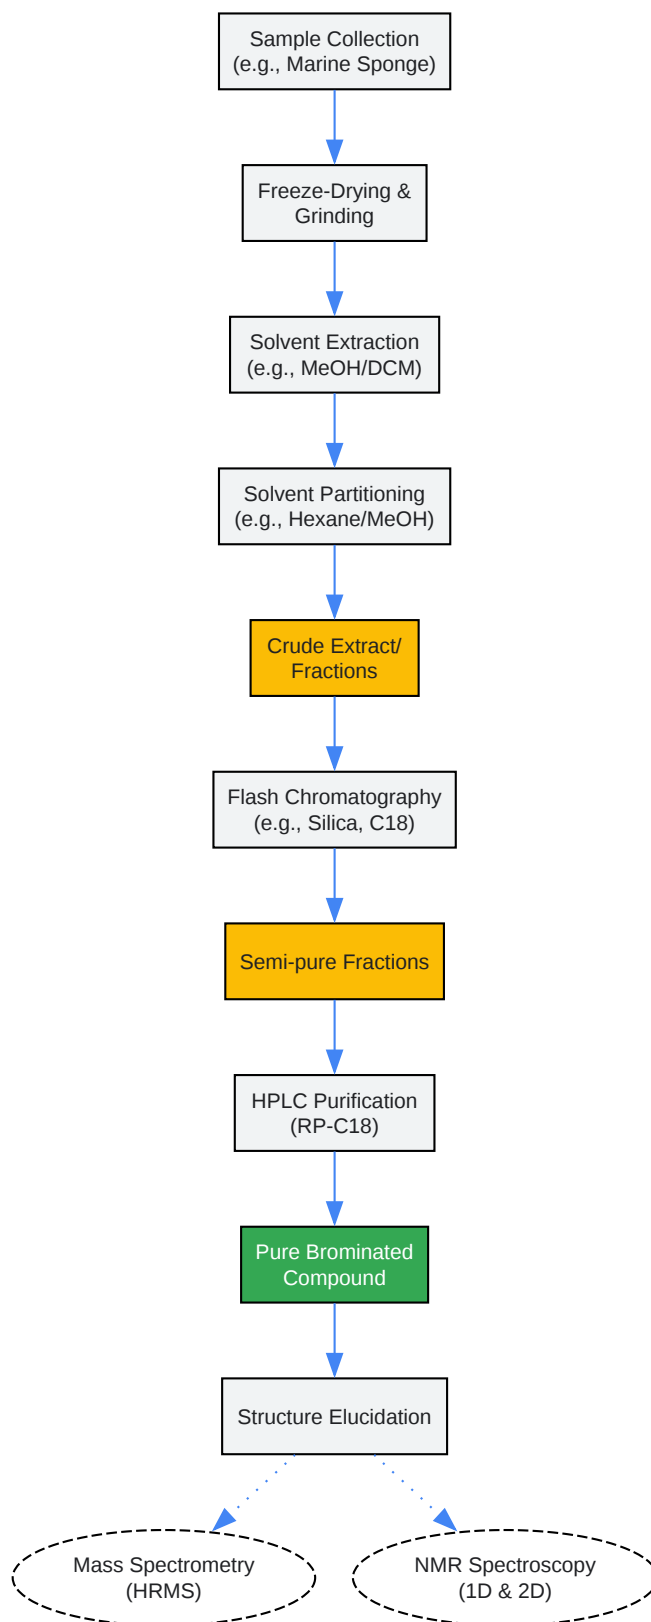 Sample Collection
(e.g., Marine Sponge)
Freeze-Drying &
Grinding
Solvent Extraction
(e.g., MeOH/DCM)
Solvent Partitioning
(e.g., Hexane/MeOH)
Crude Extract/
Fractions
Flash Chromatography
(e.g., Silica, C18)
Semi-pure Fractions
HPLC Purification
(RP-C18)
Pure Brominated
Compound
Structure Elucidation
Mass Spectrometry
(HRMS)
NMR Spectroscopy
(1D & 2D)